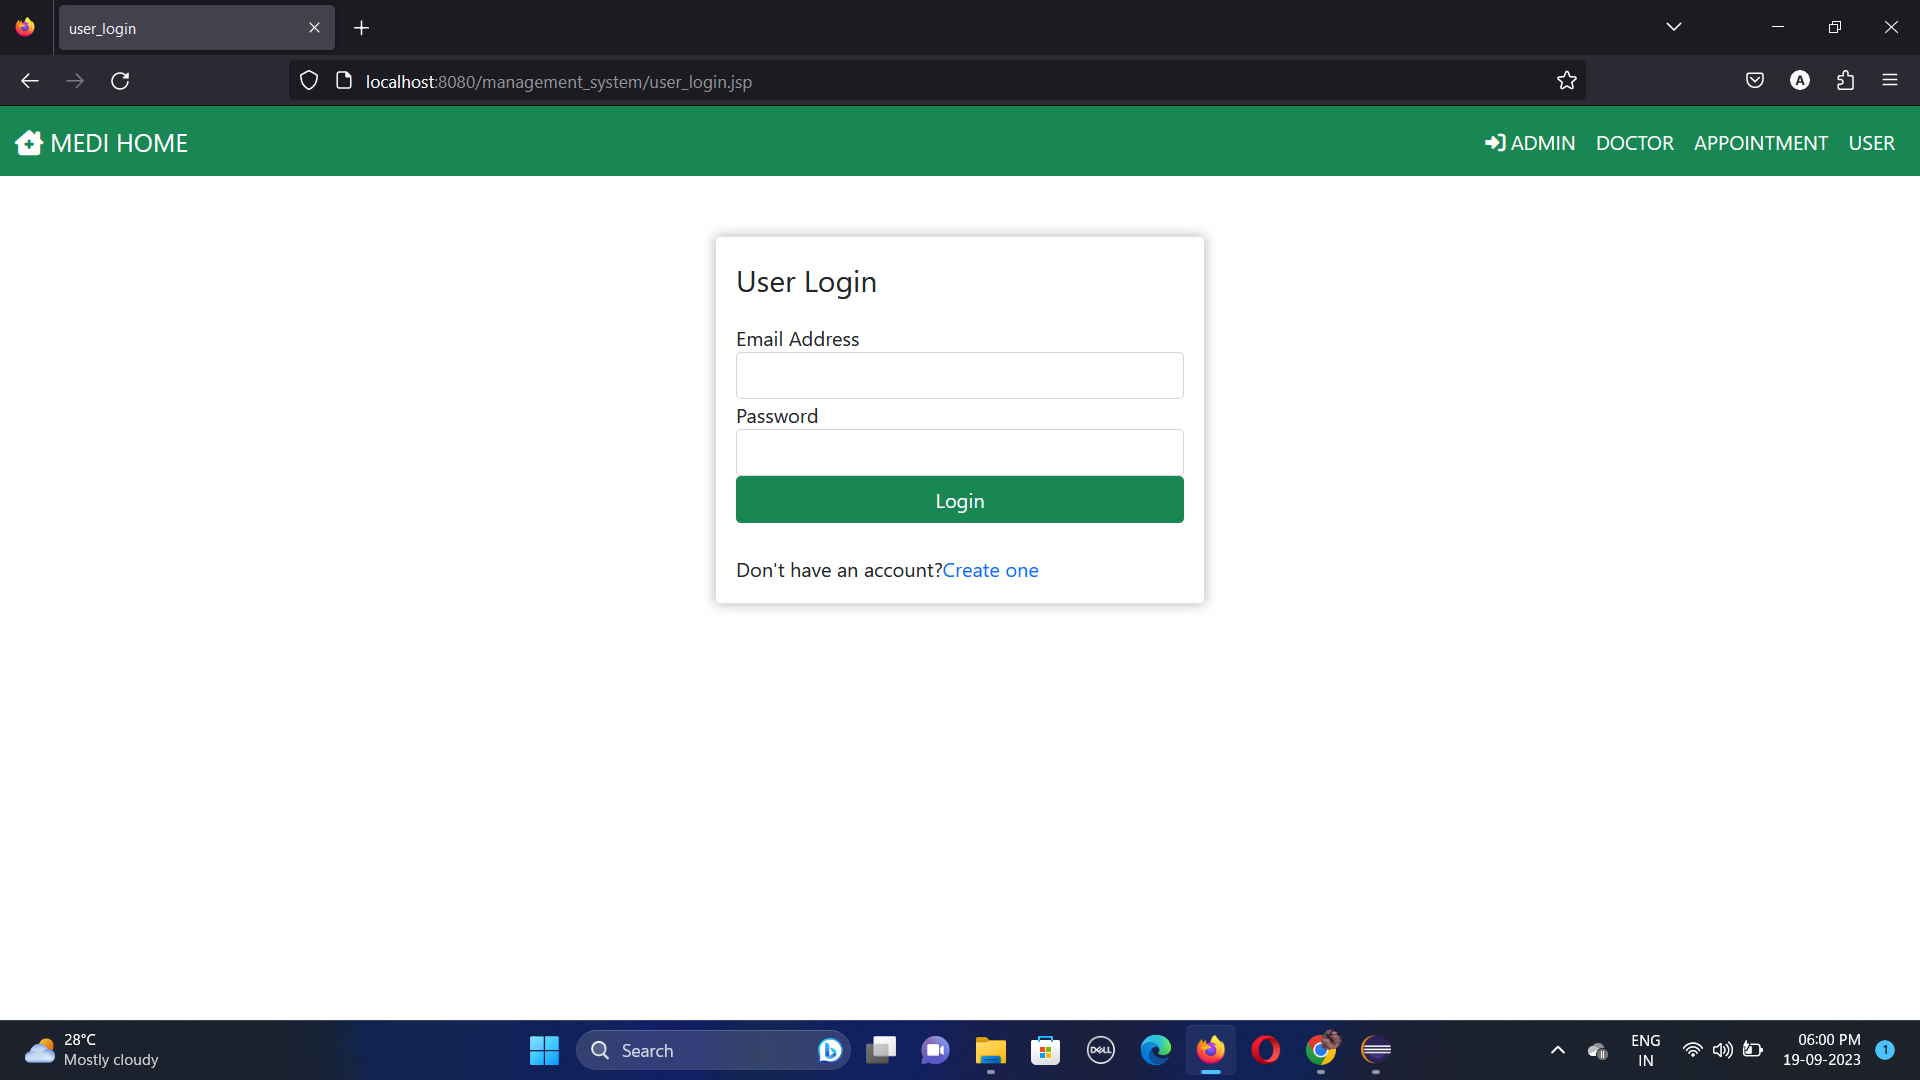 user_login
localhost:8080/management_system/user_login.jsp
A
MEDI HOME
ADMIN DOCTOR APPOINTMENT USER
User Login
Email Address
Password
Login
Don't have an account?Create one
28°C
Mostly cloudy
Search
DELL
ENG
IN
06:00 PM
19-09-2023
1